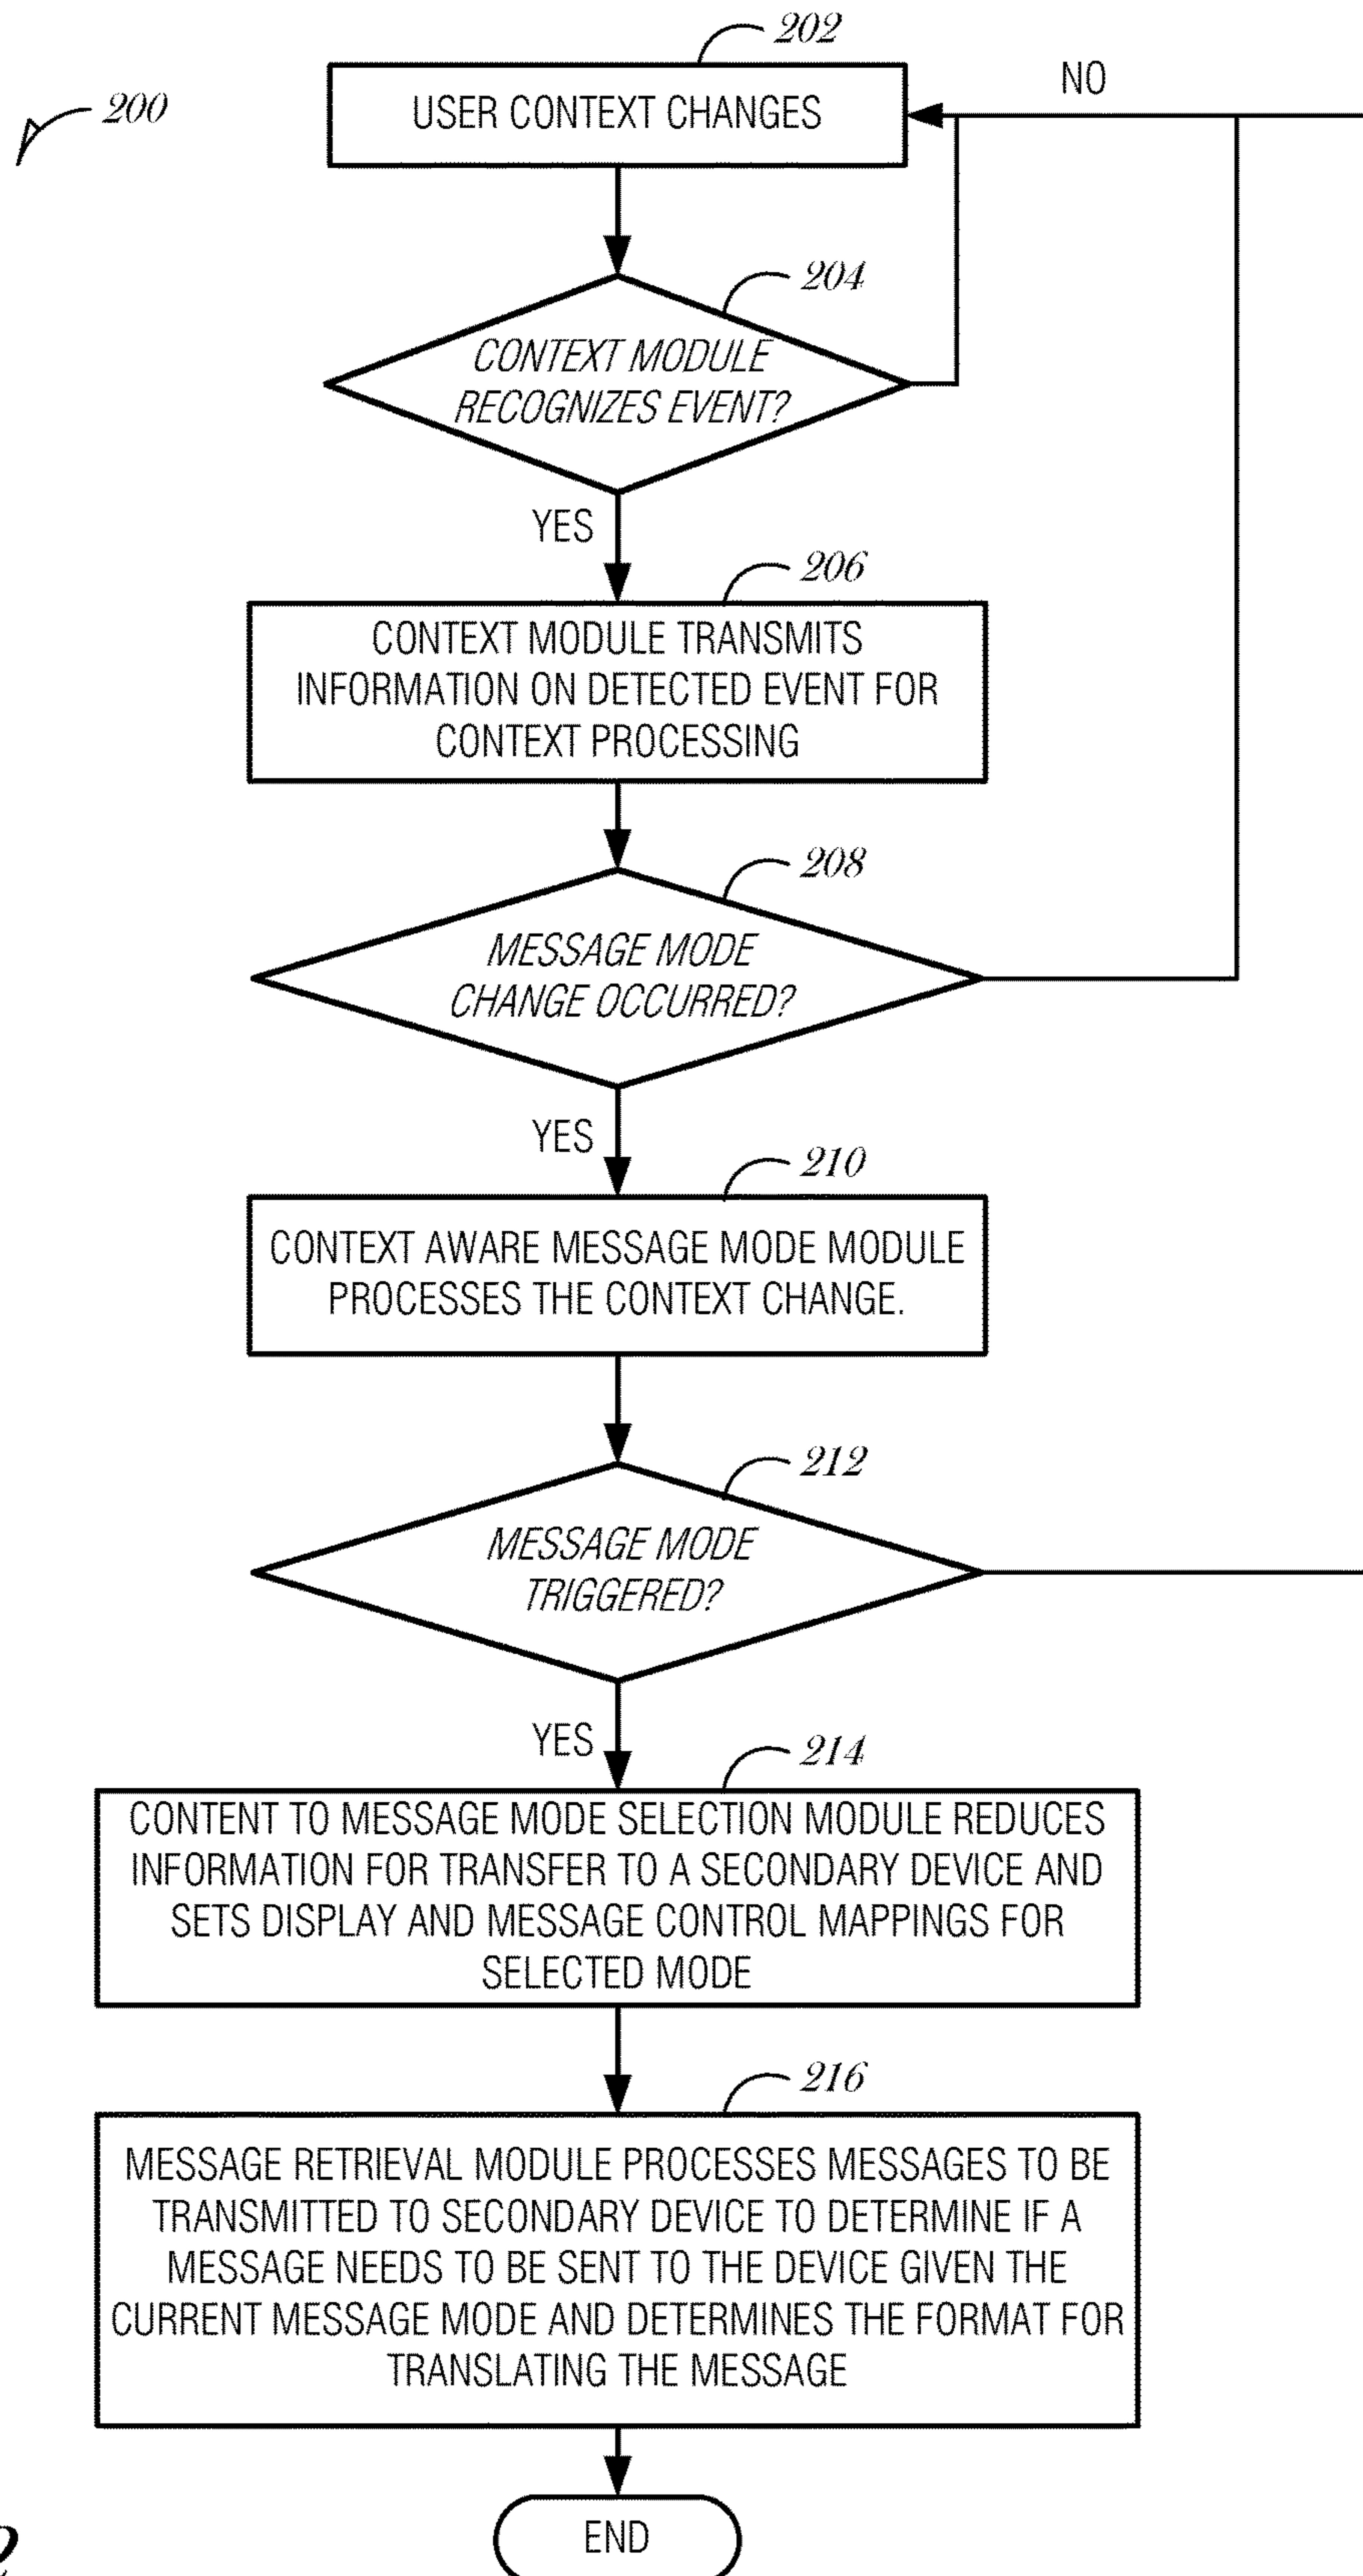 202
NO
200
USER CONTEXT CHANGES
204
CONTEXT MODULE
RECOGNIZES EVENT?
YES
206
CONTEXT MODULE TRANSMITS
INFORMATION ON DETECTED EVENT FOR
CONTEXT PROCESSING
208
MESSAGE MODE
CHANGE OCCURRED?
YES
210
CONTEXT AWARE MESSAGE MODE MODULE
PROCESSES THE CONTEXT CHANGE.
212
MESSAGE MODE
TRIGGERED?
YES
214
CONTENT TO MESSAGE MODE SELECTION MODULE REDUCES
INFORMATION FOR TRANSFER TO A SECONDARY DEVICE AND
SETS DISPLAY AND MESSAGE CONTROL MAPPINGS FOR
SELECTED MODE
216
MESSAGE RETRIEVAL MODULE PROCESSES MESSAGES TO BE
TRANSMITTED TO SECONDARY DEVICE TO DETERMINE IF A
MESSAGE NEEDS TO BE SENT TO THE DEVICE GIVEN THE
CURRENT MESSAGE MODE AND DETERMINES THE FORMAT FOR
TRANSLATING THE MESSAGE
END